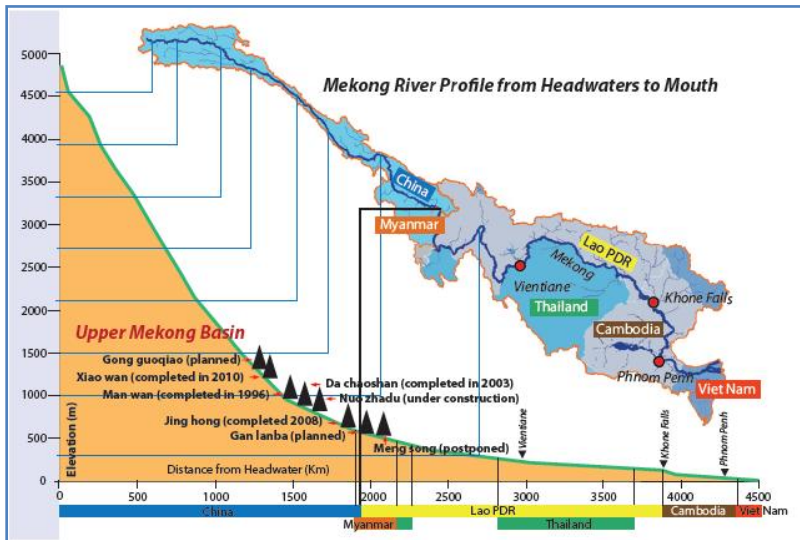 Mekong River Profile from Headwaters to Mouth
5000
4500
4000
3500
3000
2500
2000
1500
1000
500
0
Elevation (m)
China
Myanmar
Lao PDR
Mekong
Vientiane
Thailand
Khone Falls
Cambodia
Phnom Penh
Viet Nam
Upper Mekong Basin
Gong guoqiao (planned)
Xiao wan (completed in 2010)
Man wan (completed in 1996)
Da chaoshan (completed in 2003)
Nuo zhadu (under construction)
Jing hong (completed 2008)
Gan lanba (planned)
Meng song (postponed)
Vientiane
Khone Falls
Phnom Penh
Distance from Headwater (Km)
0 500 1000 1500 2000 2500 3000 3500 4000 4500
China
Lao PDR
Cambodia
Viet Nam
Myanmar
Thailand